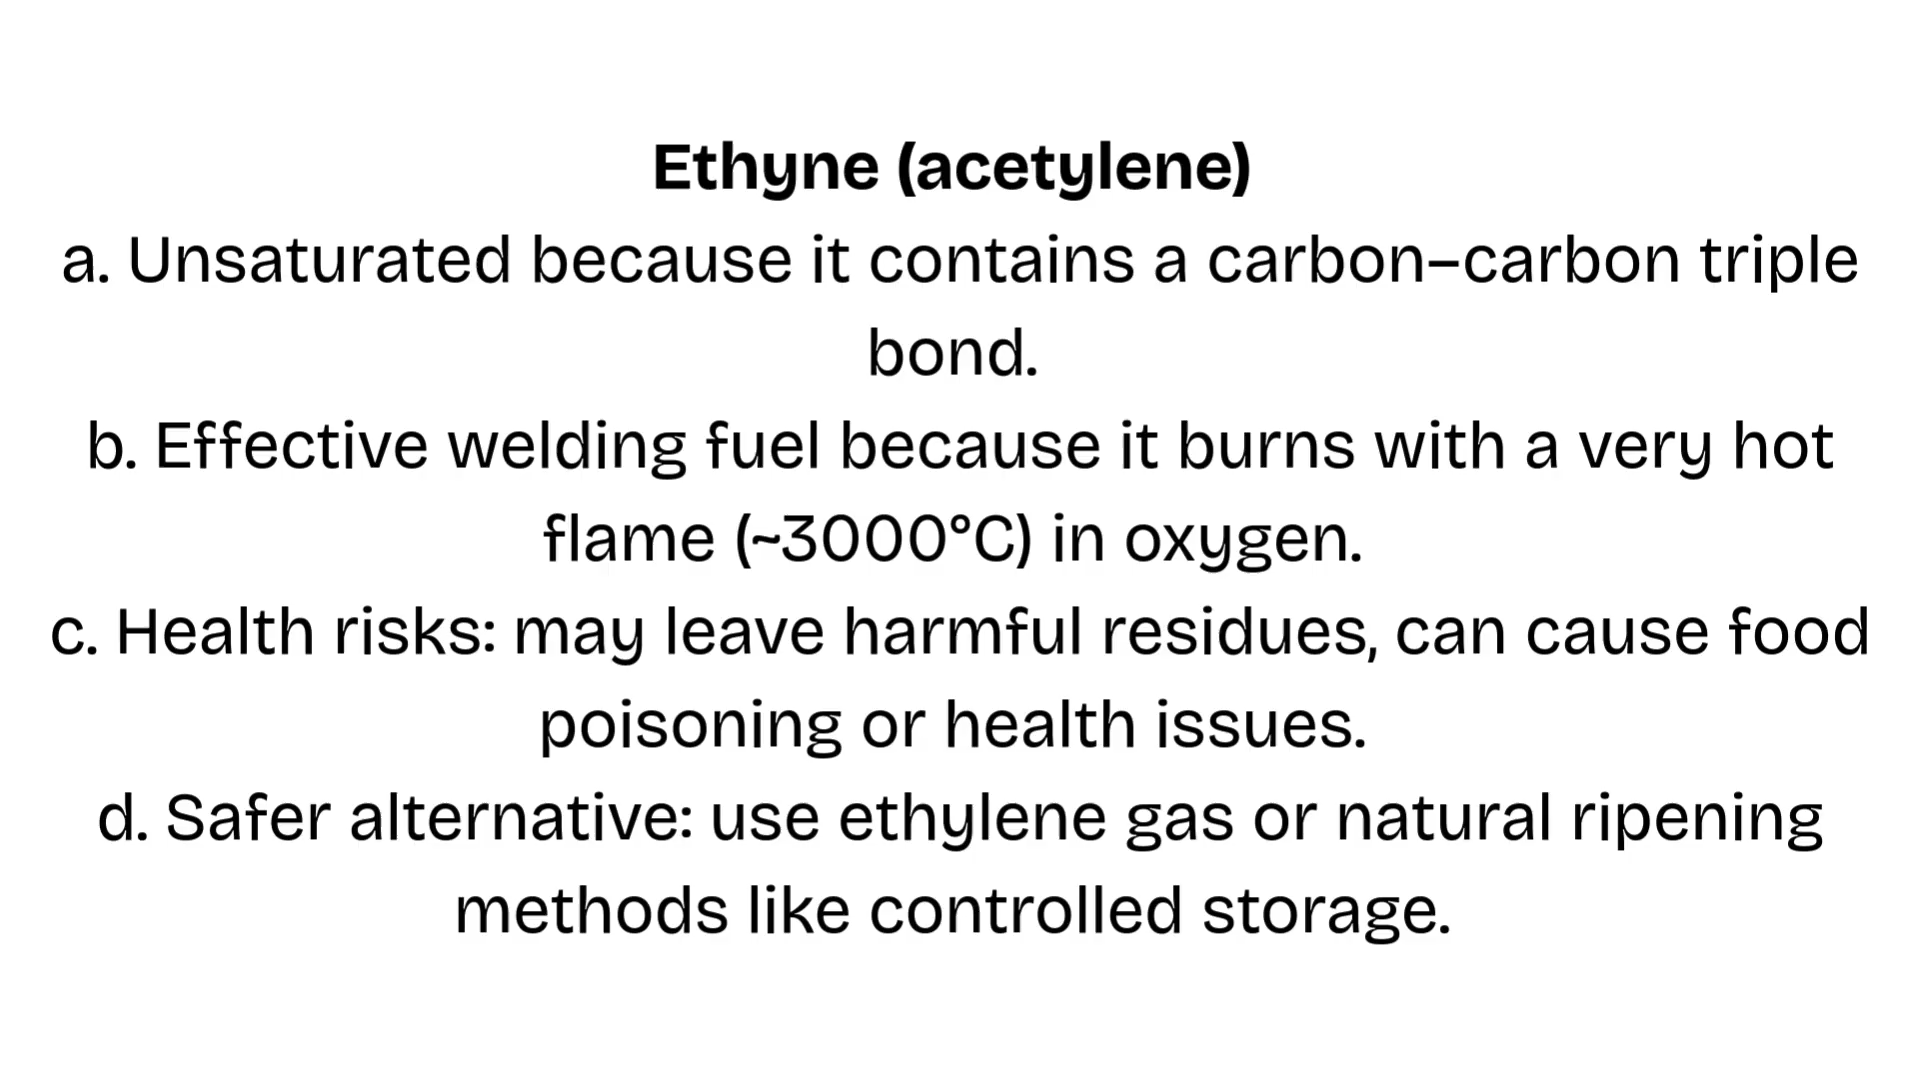 Ethyne (acetylene)
a. Unsaturated because it contains a carbon–carbon triple
bond.
b. Effective welding fuel because it burns with a very hot
flame (~3000°C) in oxygen.
c. Health risks: may leave harmful residues, can cause food
poisoning or health issues.
d. Safer alternative: use ethylene gas or natural ripening
methods like controlled storage.